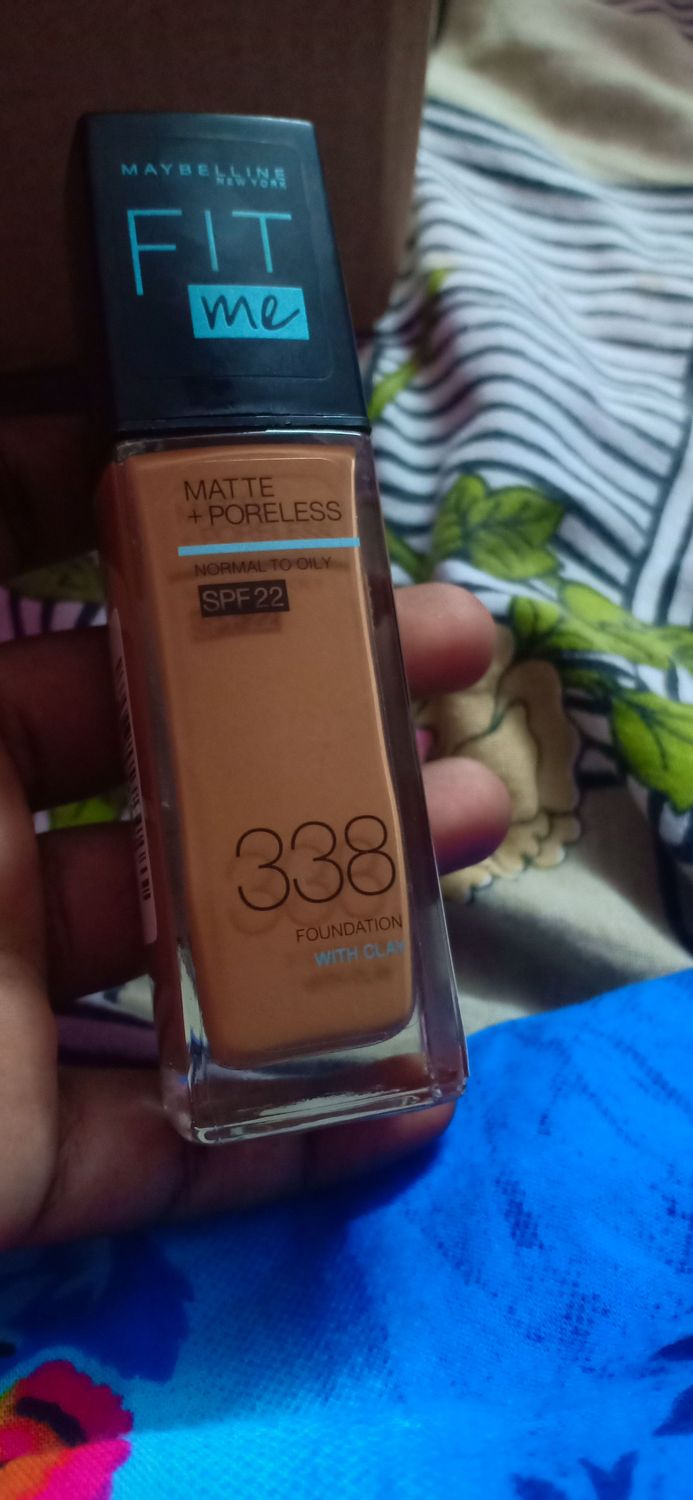 MAYBELLINE
NEW YORK
FIT
me
MATTE
+ PORELESS
NORMAL TO OILY
SPF 22
338
FOUNDATION
WITH CLAY